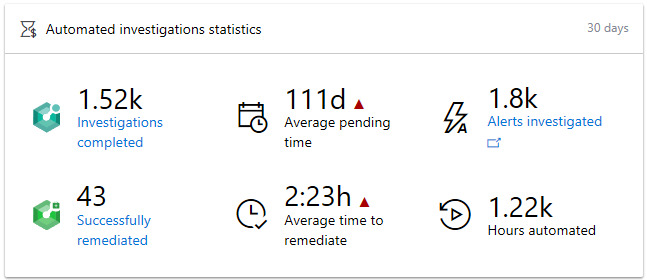 Automated investigations statistics
30 days
1.52k
Investigations
completed
111d ▲
Average pending
time
1.8k
Alerts investigated
43
Successfully
remediated
2:23h ▲
Average time to
remediate
1.22k
Hours automated